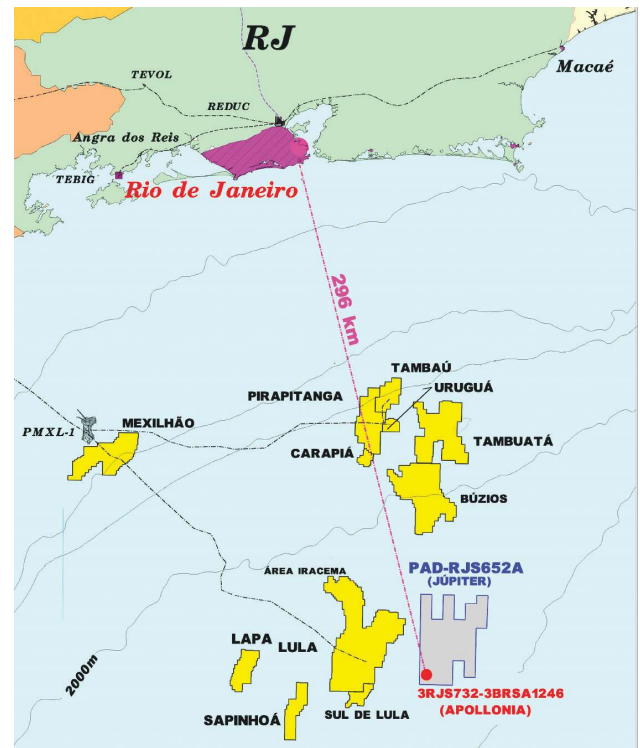 RJ
Macaé
TEVOL
REDUC
Angra dos Reis
TEBIG
Rio de Janeiro
296 km
TAMBAÚ
URUGUÁ
PIRAPITANGA
MEXILHÃO
PMXL-1
TAMBUATÁ
CARAPIÁ
BÚZIOS
PAD-RJS652A
(JÚPITER)
ÁREA IRACEMA
LAPA
LULA
2000m
3RJS732-3BRSA1246
(APOLLONIA)
SAPINHOÁ
SUL DE LULA